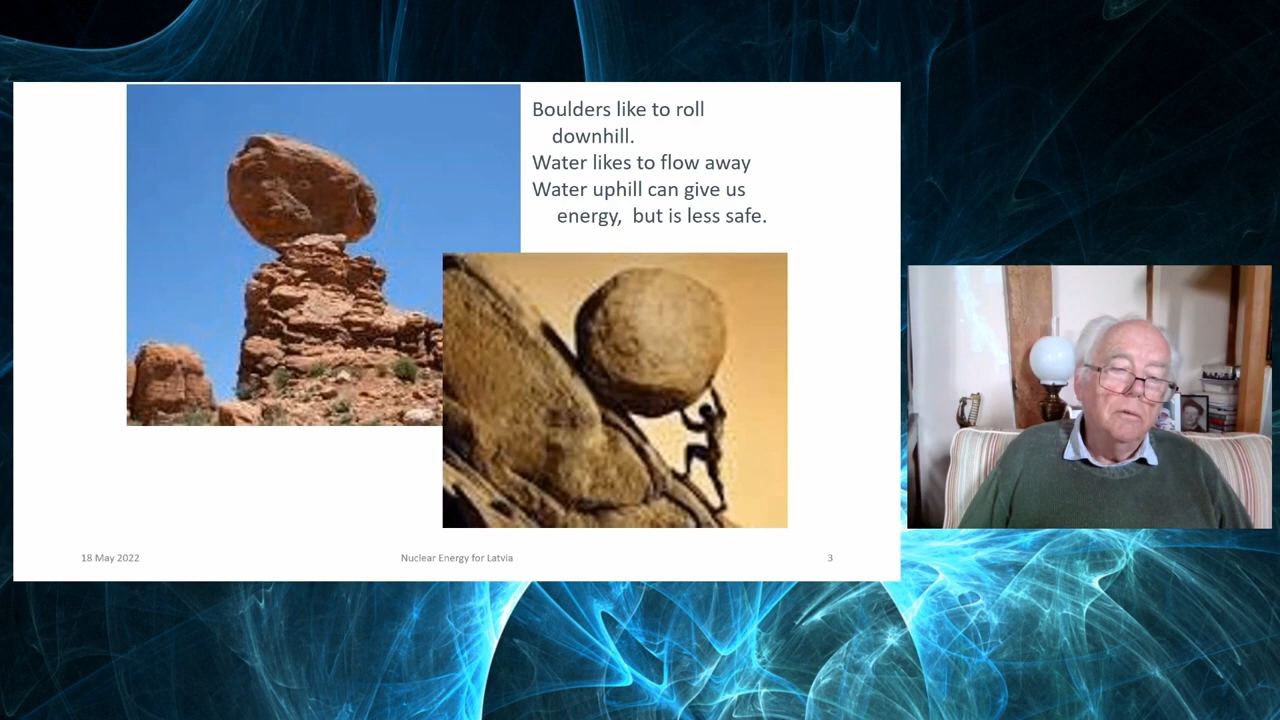 Boulders like to roll
downhill.
Water likes to flow away
Water uphill can give us
energy,  but is less safe.
18 May 2022
Nuclear Energy for Latvia
3